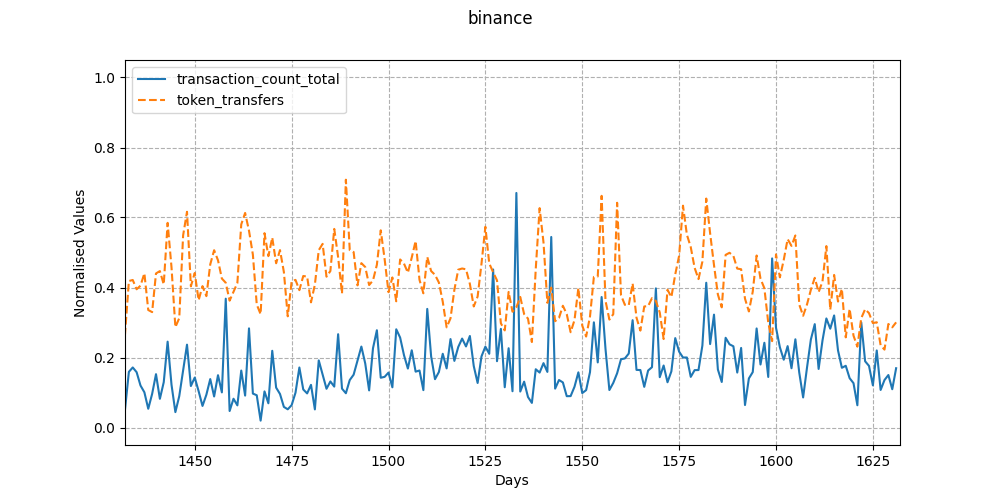 binance
transaction_count_total
token_transfers
Normalised Values
1.0
0.8
0.6
0.4
0.2
0.0
1450 1475 1500 1525 1550 1575 1600 1625
Days